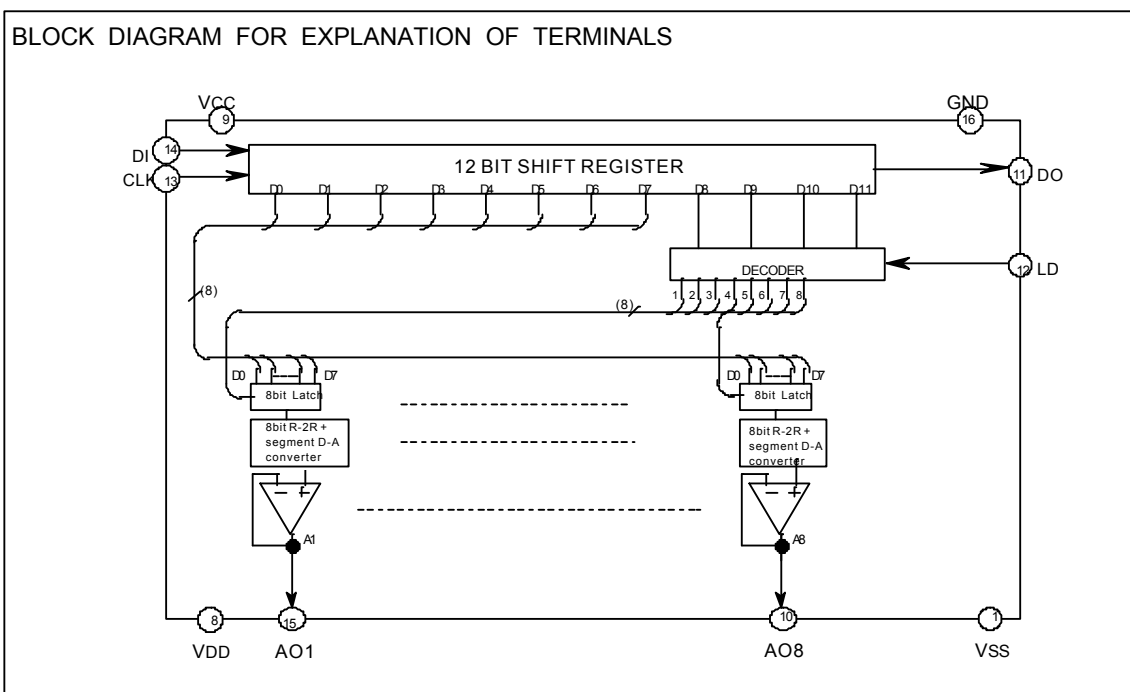 BLOCK DIAGRAM FOR EXPLANATION OF TERMINALS
VCC
GND
9
16
DI
14
12 BIT SHIFT REGISTER
CLK
13
11
DO
D0 D1 D2 D3 D4 D5 D6 D7 D8 D9 D10 D11
DECODER
12
LD
1 2 3 4 5 6 7 8
(8)
(8)
D0
D7
D0
D7
8bit Latch
8bit Latch
8bit R-2R +
segment D-A
converter
8bit R-2R +
segment D-A
converter
− +
− +
A1
A8
8
15
10
1
VDD
AO1
AO8
VSS